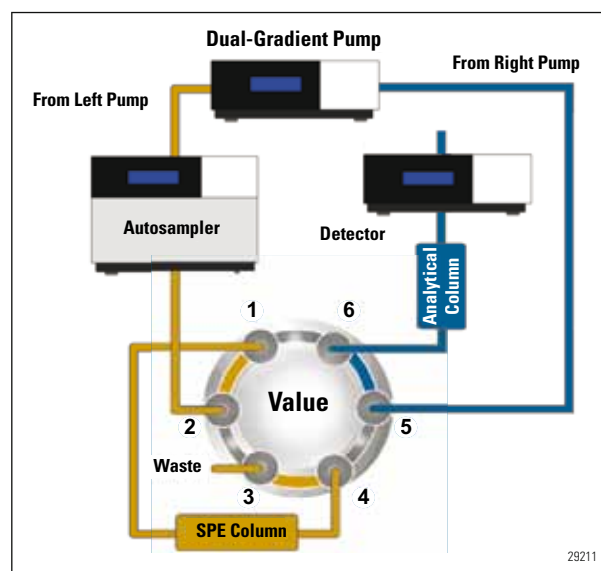 Dual-Gradient Pump
From Left Pump
From Right Pump
Autosampler
Detector
Analytical
Column
1
6
2
Value
5
Waste
3
4
SPE Column
29211